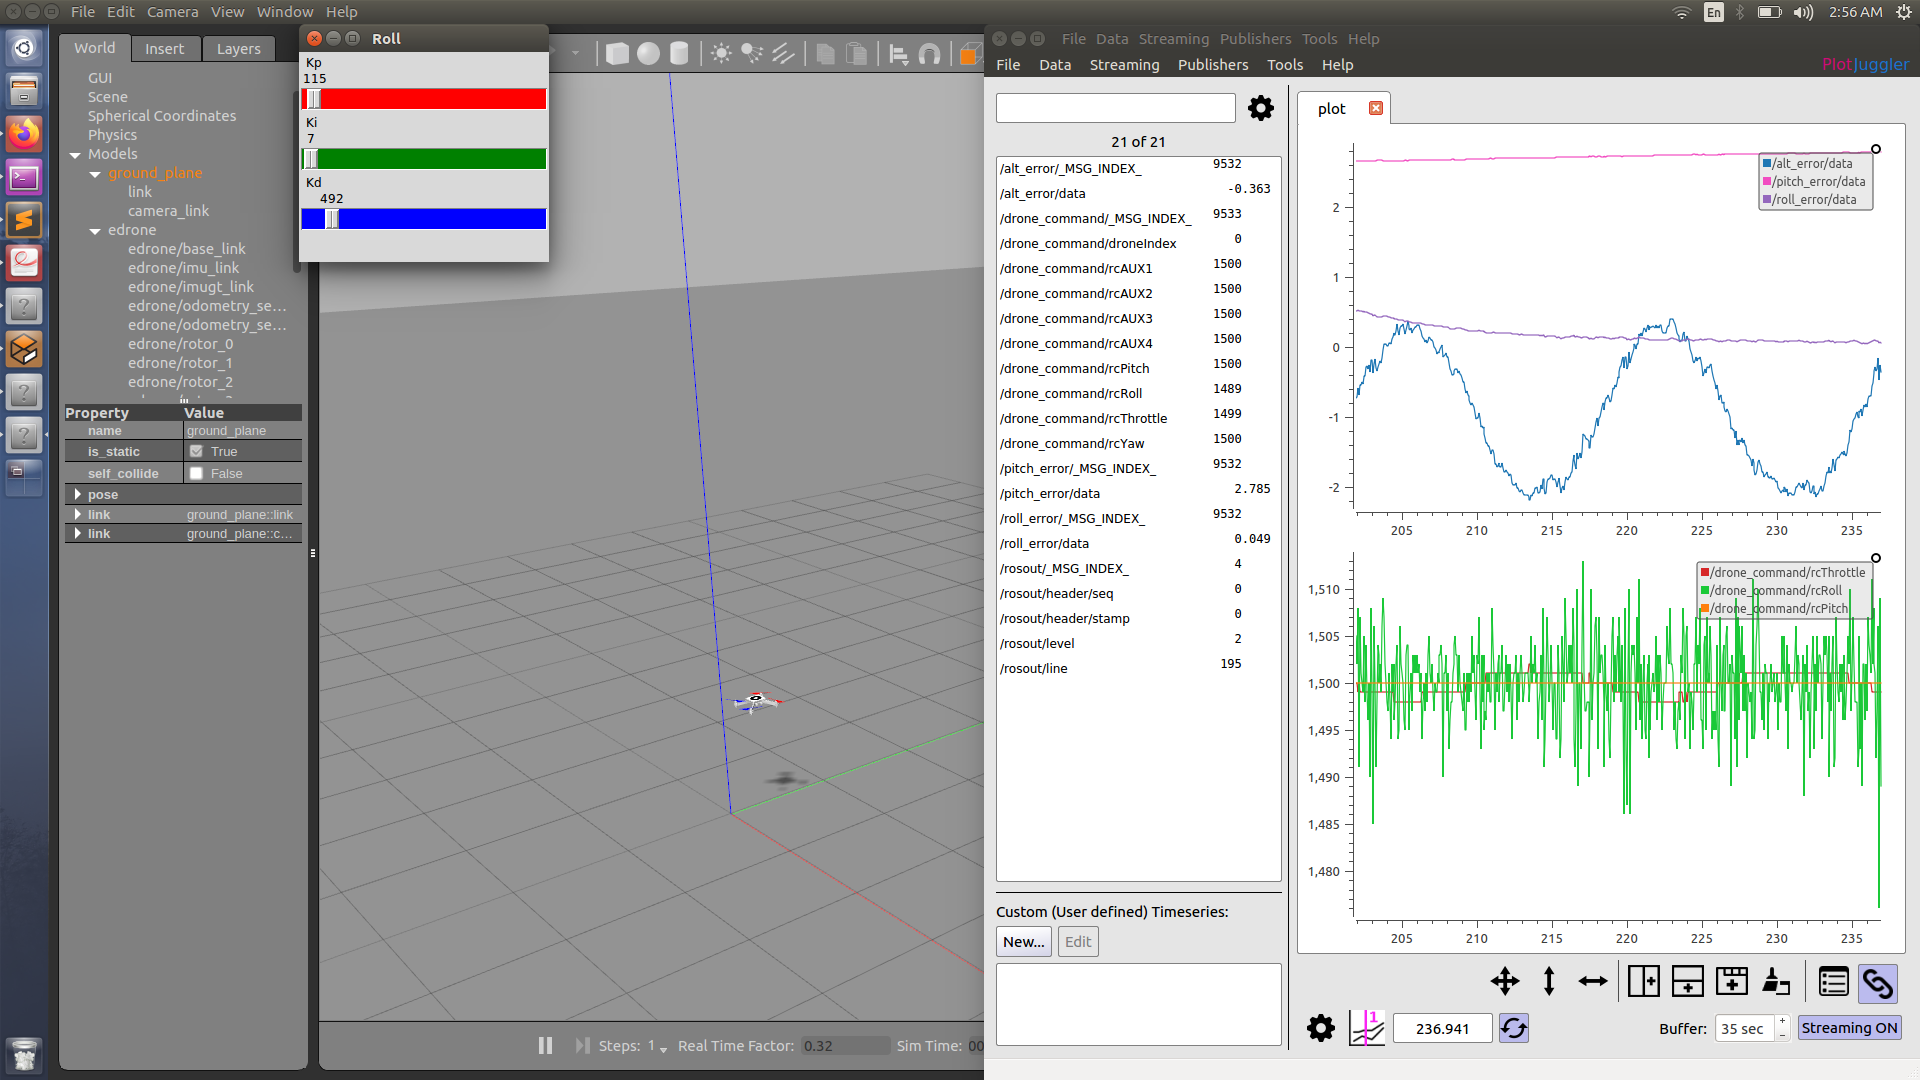 File Edit Camera View Window Help
En
2:56 AM
World
Insert
Layers
GUI
Scene
Spherical Coordinates
Physics
Models
ground_plane
link
camera_link
edrone
edrone/base_link
edrone/imu_link
edrone/imugt_link
edrone/odometry_se...
edrone/odometry_se...
edrone/rotor_0
edrone/rotor_1
edrone/rotor_2
Property Value
name ground_plane
is_static True
self_collide False
pose
link ground_plane::link
link ground_plane::c...
Roll
Kp
115
Ki
7
Kd
492
Steps: 1
Real Time Factor: 0.32
Sim Time: 00
File Data Streaming Publishers Tools Help
File Data Streaming Publishers Tools Help
PlotJuggler
21 of 21
/alt_error/_MSG_INDEX_ 9532
/alt_error/data -0.363
/drone_command/_MSG_INDEX_ 9533
/drone_command/droneIndex 0
/drone_command/rcAUX1 1500
/drone_command/rcAUX2 1500
/drone_command/rcAUX3 1500
/drone_command/rcAUX4 1500
/drone_command/rcPitch 1500
/drone_command/rcRoll 1489
/drone_command/rcThrottle 1499
/drone_command/rcYaw 1500
/pitch_error/_MSG_INDEX_ 9532
/pitch_error/data 2.785
/roll_error/_MSG_INDEX_ 9532
/roll_error/data 0.049
/rosout/_MSG_INDEX_ 4
/rosout/header/seq 0
/rosout/header/stamp 0
/rosout/level 2
/rosout/line 195
Custom (User defined) Timeseries:
New... Edit
plot
/alt_error/data
/pitch_error/data
/roll_error/data
2
1
0
-1
-2
205 210 215 220 225 230 235
/drone_command/rcThrottle
/drone_command/rcRoll
/drone_command/rcPitch
1,510
1,505
1,500
1,495
1,490
1,485
1,480
205 210 215 220 225 230 235
1
236.941
Buffer: 35 sec
Streaming ON